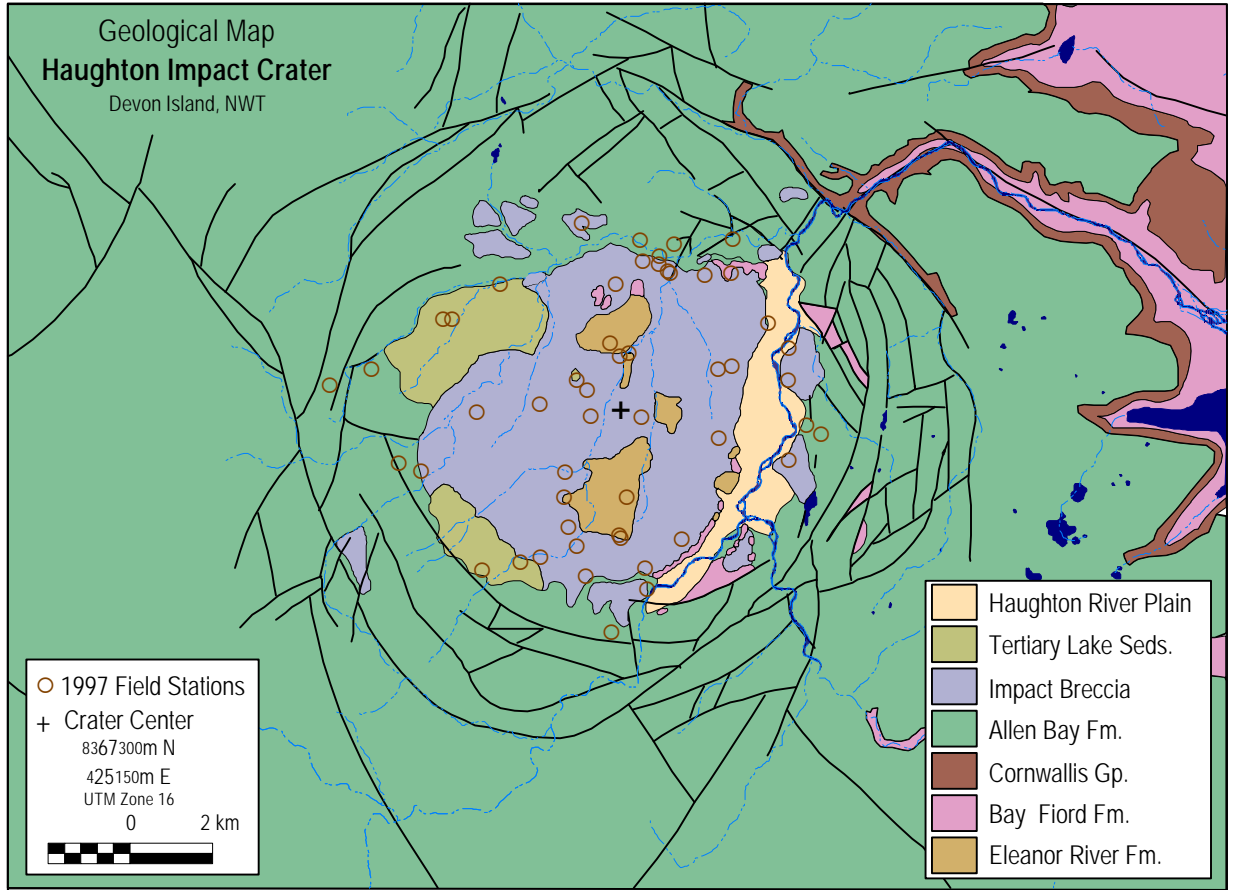 Geological Map
Haughton Impact Crater
Devon Island, NWT
1997 Field Stations
+ Crater Center
8367300m N
425150m E
UTM Zone 16
0 2 km
Haughton River Plain
Tertiary Lake Seds.
Impact Breccia
Allen Bay Fm.
Cornwallis Gp.
Bay Fiord Fm.
Eleanor River Fm.